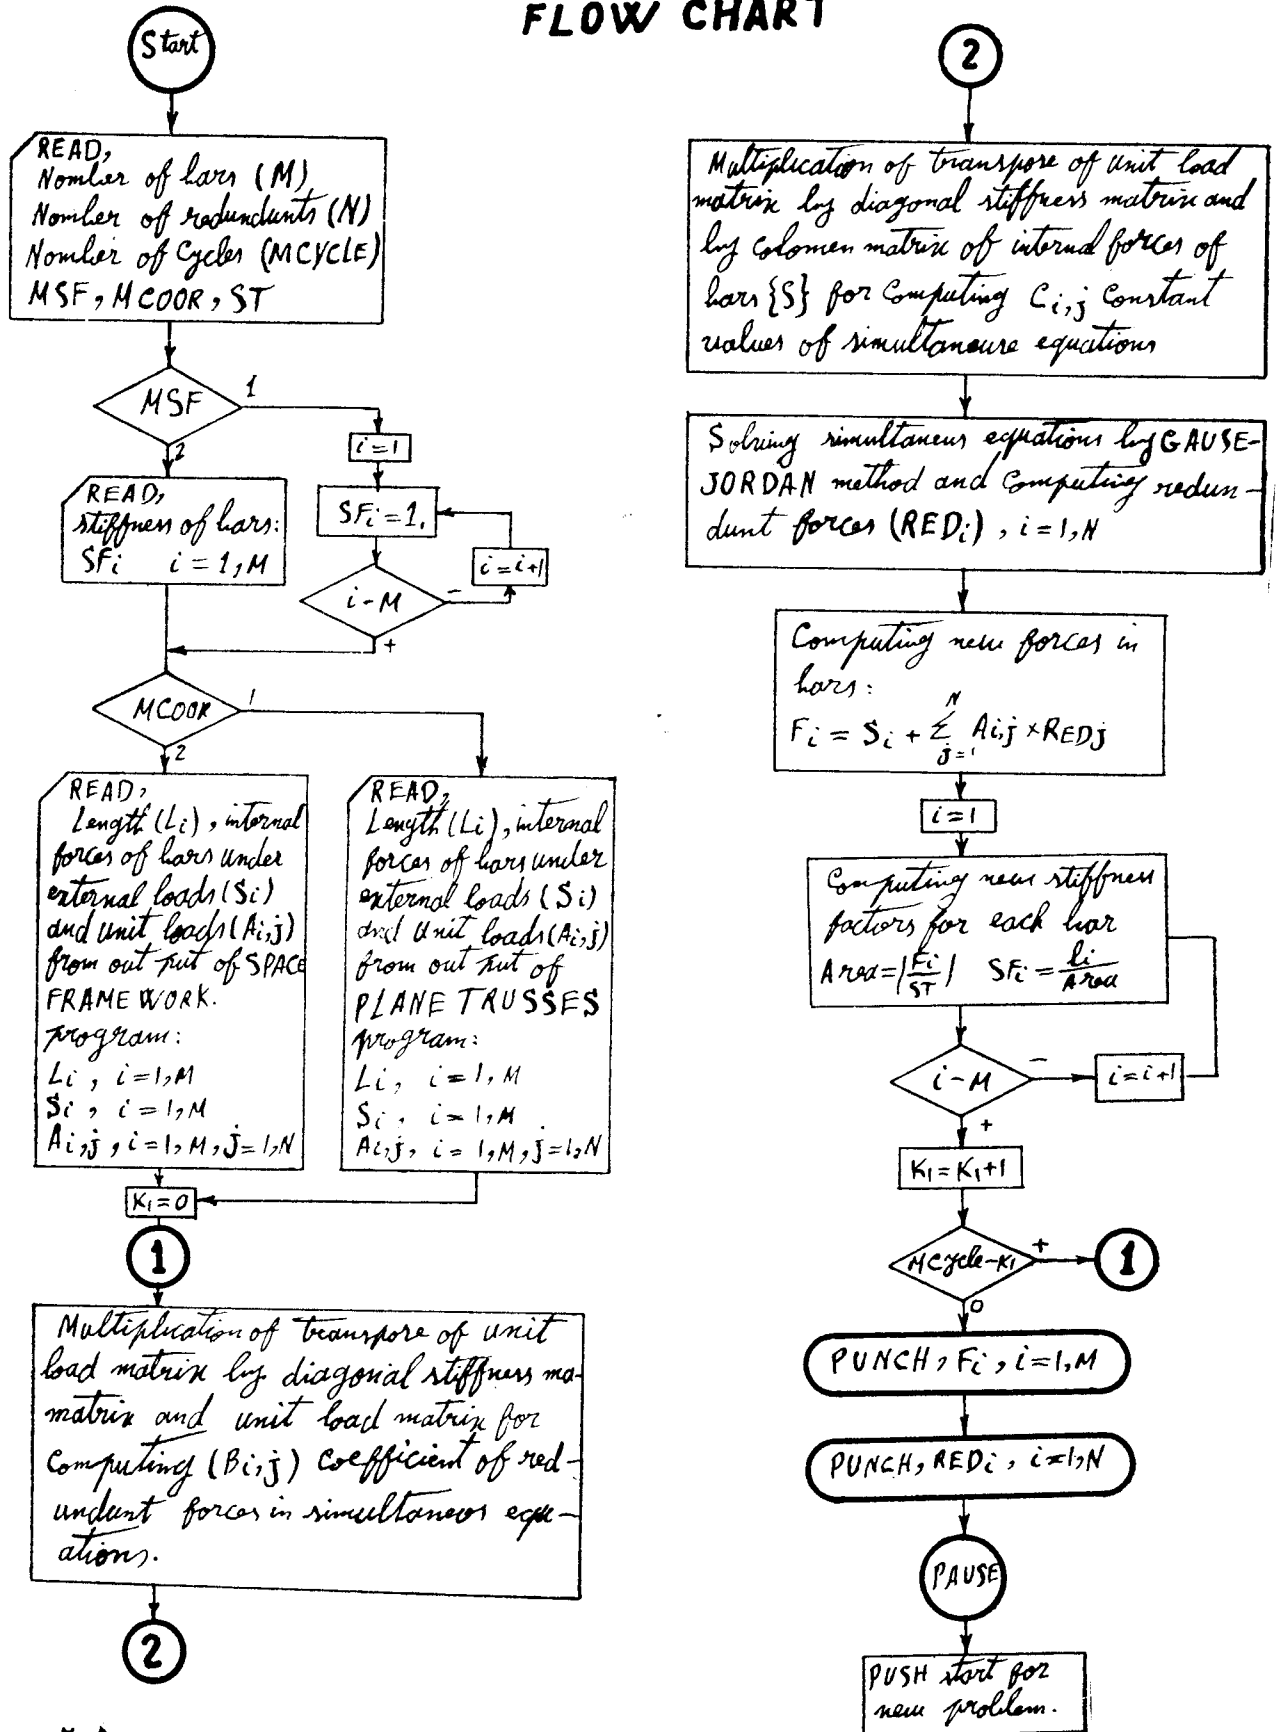 FLOW CHART
Start
READ,
Nomber of bars (M)
Nomber of redundunts (N)
Nomber of Cycles (MCYCLE)
MSF, MCOOR, ST
MSF
1
2
i=1
READ,
stiffness of bars:
SFi i=1,M
SFi=1.
i=i+1
i-M
-
+
MCOOR
1
2
READ,
Length (Li), internal
forces of bars under
external loads (Si)
and unit loads (Ai,j)
from out put of SPACE
FRAME WORK.
program:
Li, i=1,M
Si, i=1,M
Ai,j, i=1,M, j=1,N
READ,
Length (Li), internal
forces of bars under
external loads (Si)
and unit loads (Ai,j)
from out put of
PLANE TRUSSES
program:
Li, i=1,M
Si, i=1,M
Ai,j, i=1,M, j=1,N
K1=0
1
Multiplication of transpore of unit
load matrix by diagonal stiffness ma-
matrix and unit load matrix for
Computing (Bi,j) coefficient of red-
undunt forces in simultaneos equ-
ations.
2
2
Multiplication of transpore of unit load
matrix by diagonal stiffness matrix and
by colomen matrix of internal forces of
bars {S} for Computing Ci,j Constant
values of simultaneoure equations
Solving simultaneus equations by GAUSE-
JORDAN method and Computing redun-
dunt forces (REDi), i=1,N
Computing new forces in
bars:
Fi = Si + N∑j=1 Ai,j × REDj
i=1
Computing new stiffness
factors for each bar
Area=|Fi/ST| SFi=li/Area
i-M
-
i=i+1
+
K1=K1+1
MCycle-K1
+
1
0
PUNCH, Fi, i=1,M
PUNCH, REDi, i=1,N
PAUSE
PUSH start for
new problem.